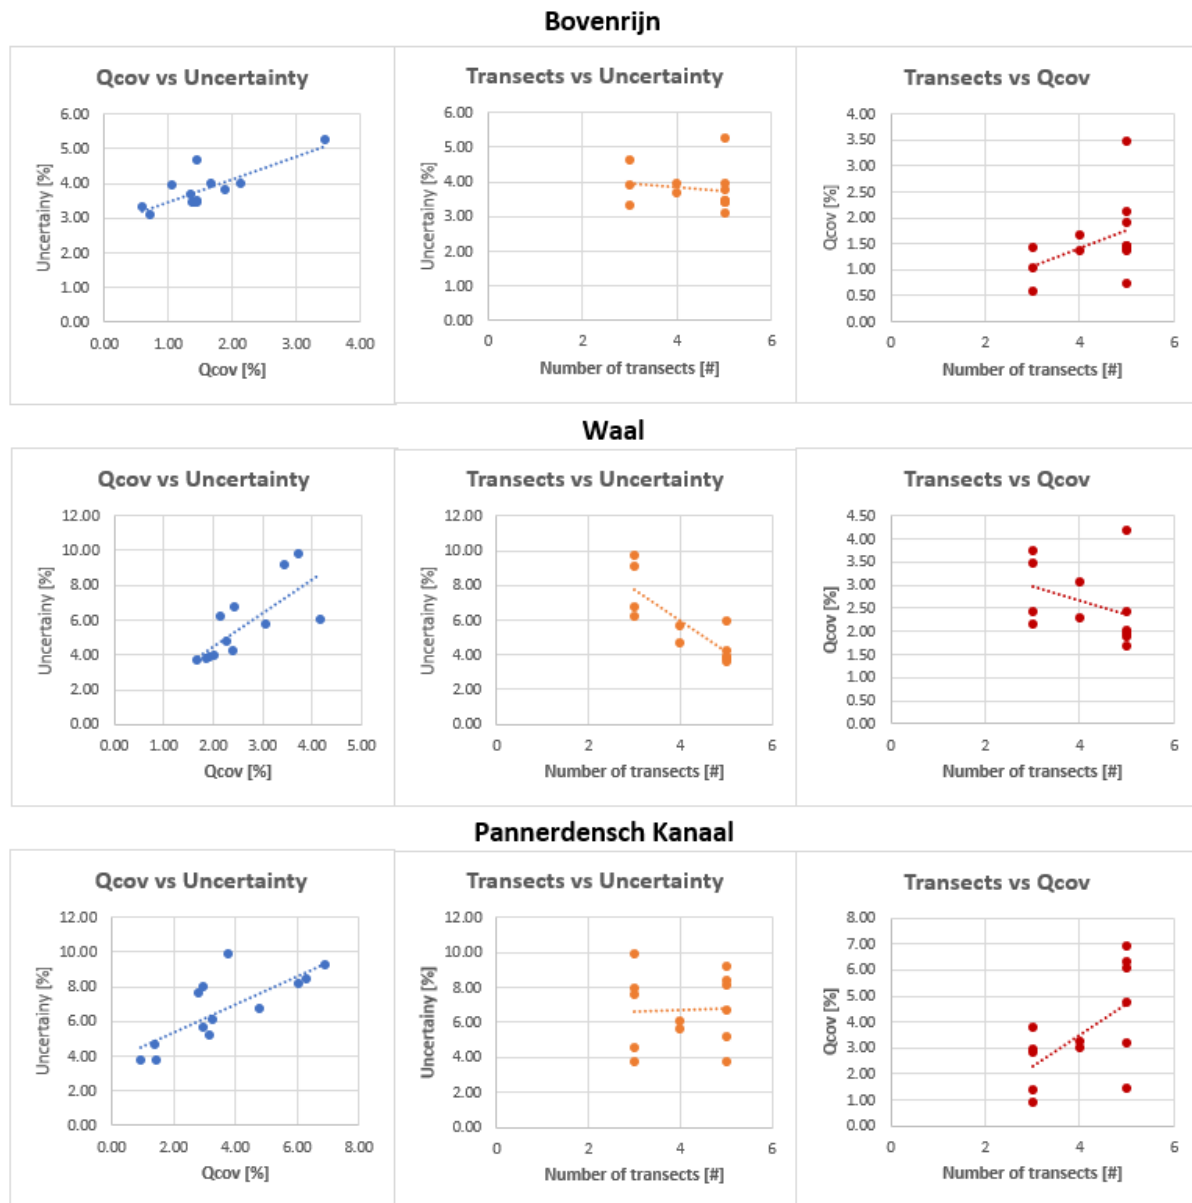 Bovenrijn
Qcov vs Uncertainty
6.00
5.00
4.00
3.00
2.00
1.00
0.00
Uncertainy [%]
0.00 1.00 2.00 3.00 4.00
Qcov [%]
Transects vs Uncertainty
6.00
5.00
4.00
3.00
2.00
1.00
0.00
Uncertainy [%]
0 2 4 6
Number of transects [#]
Transects vs Qcov
4.00
3.50
3.00
2.50
2.00
1.50
1.00
0.50
0.00
Qcov [%]
0 2 4 6
Number of transects [#]
Waal
Qcov vs Uncertainty
12.00
10.00
8.00
6.00
4.00
2.00
0.00
Uncertainy [%]
0.00 1.00 2.00 3.00 4.00 5.00
Qcov [%]
Transects vs Uncertainty
12.00
10.00
8.00
6.00
4.00
2.00
0.00
Uncertainy [%]
0 2 4 6
Number of transects [#]
Transects vs Qcov
4.50
4.00
3.50
3.00
2.50
2.00
1.50
1.00
0.50
0.00
Qcov [%]
0 2 4 6
Number of transects [#]
Pannerdensch Kanaal
Qcov vs Uncertainty
12.00
10.00
8.00
6.00
4.00
2.00
0.00
Uncertainy [%]
0.00 2.00 4.00 6.00 8.00
Qcov [%]
Transects vs Uncertainty
12.00
10.00
8.00
6.00
4.00
2.00
0.00
Uncertainy [%]
0 2 4 6
Number of transects [#]
Transects vs Qcov
8.00
7.00
6.00
5.00
4.00
3.00
2.00
1.00
0.00
Qcov [%]
0 2 4 6
Number of transects [#]